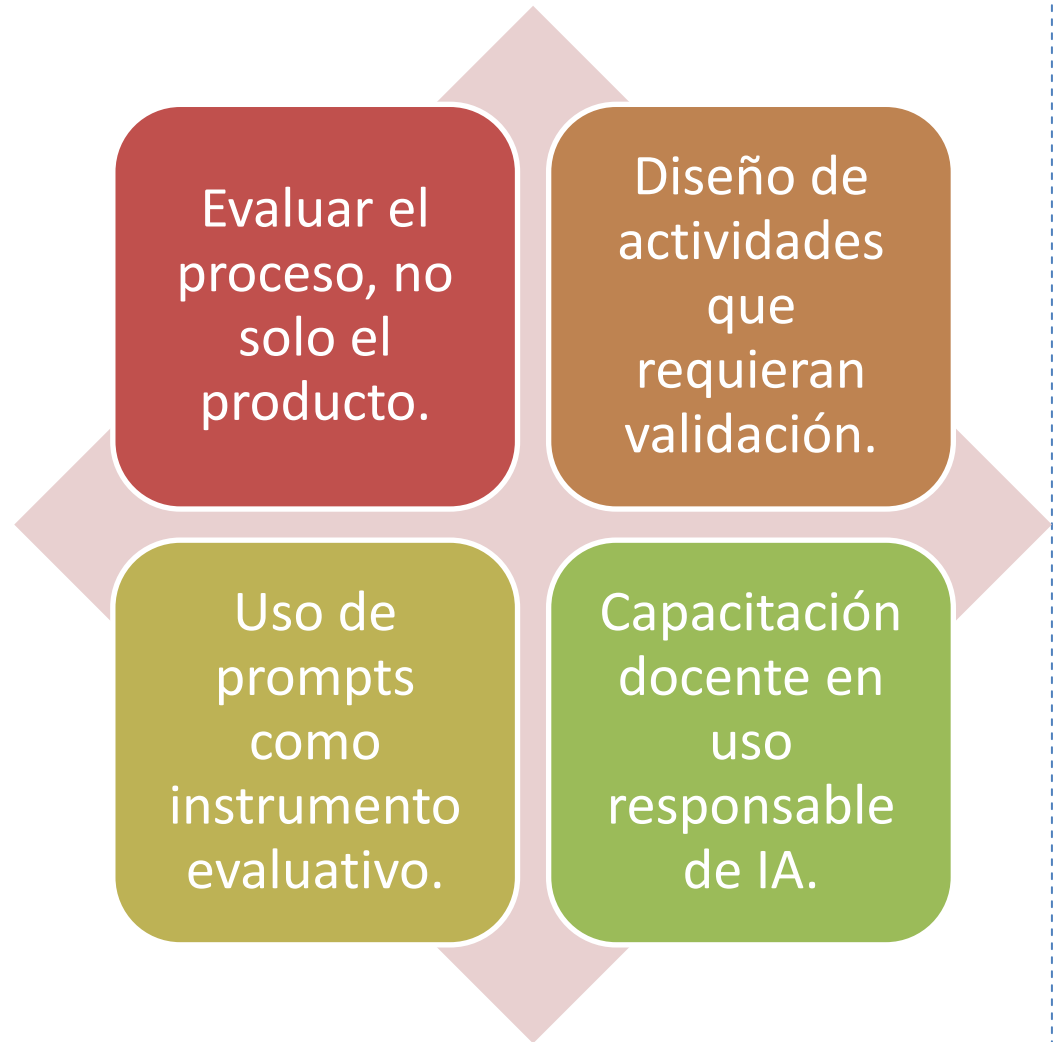 Evaluar el
proceso, no
solo el
producto.
Diseño de
actividades
que
requieran
validación.
Uso de
prompts
como
instrumento
evaluativo.
Capacitación
docente en
uso
responsable
de IA.